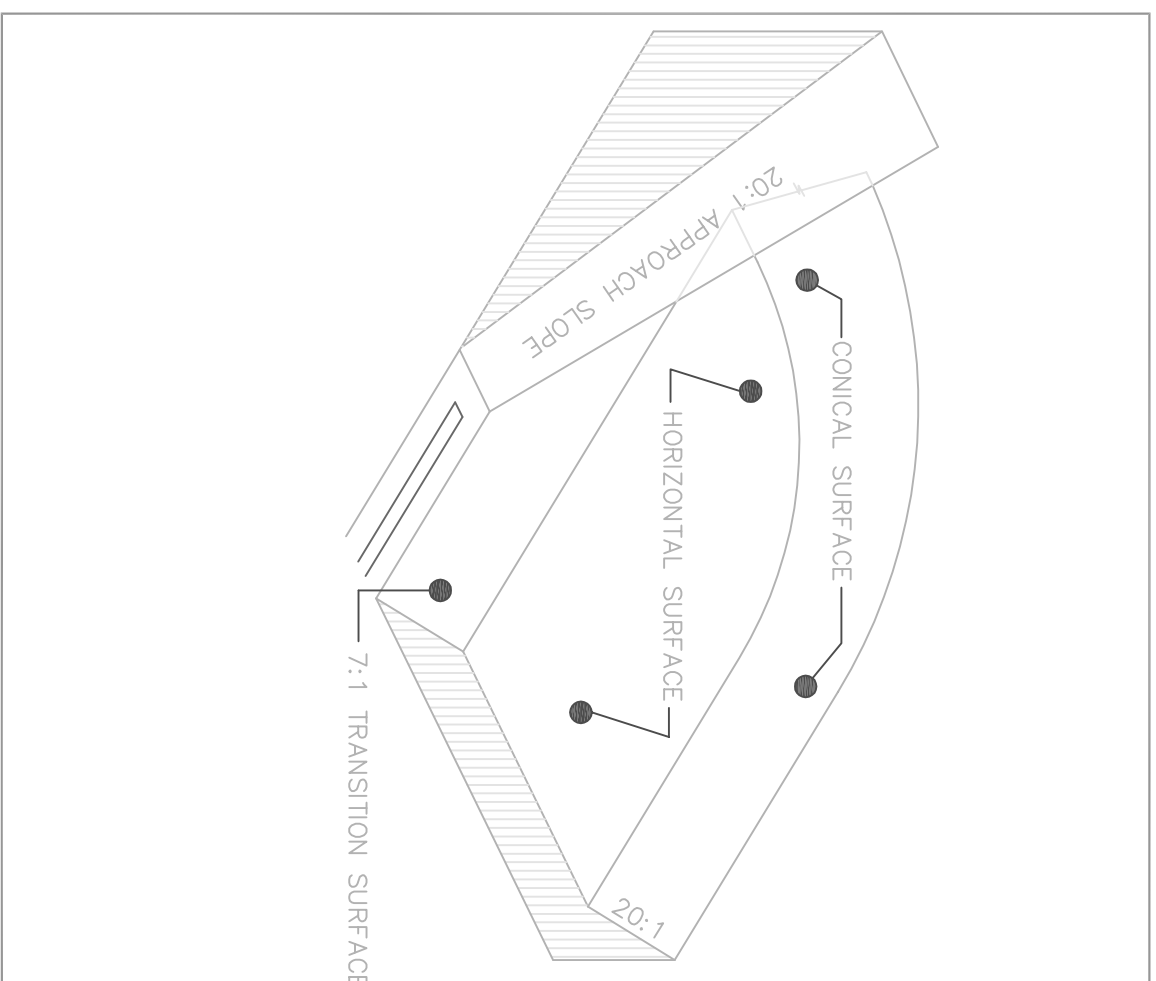 20:1 APPROACH SLOPE
CONICAL SURFACE
HORIZONTAL SURFACE
7:1 TRANSITION SURFACE
20:1